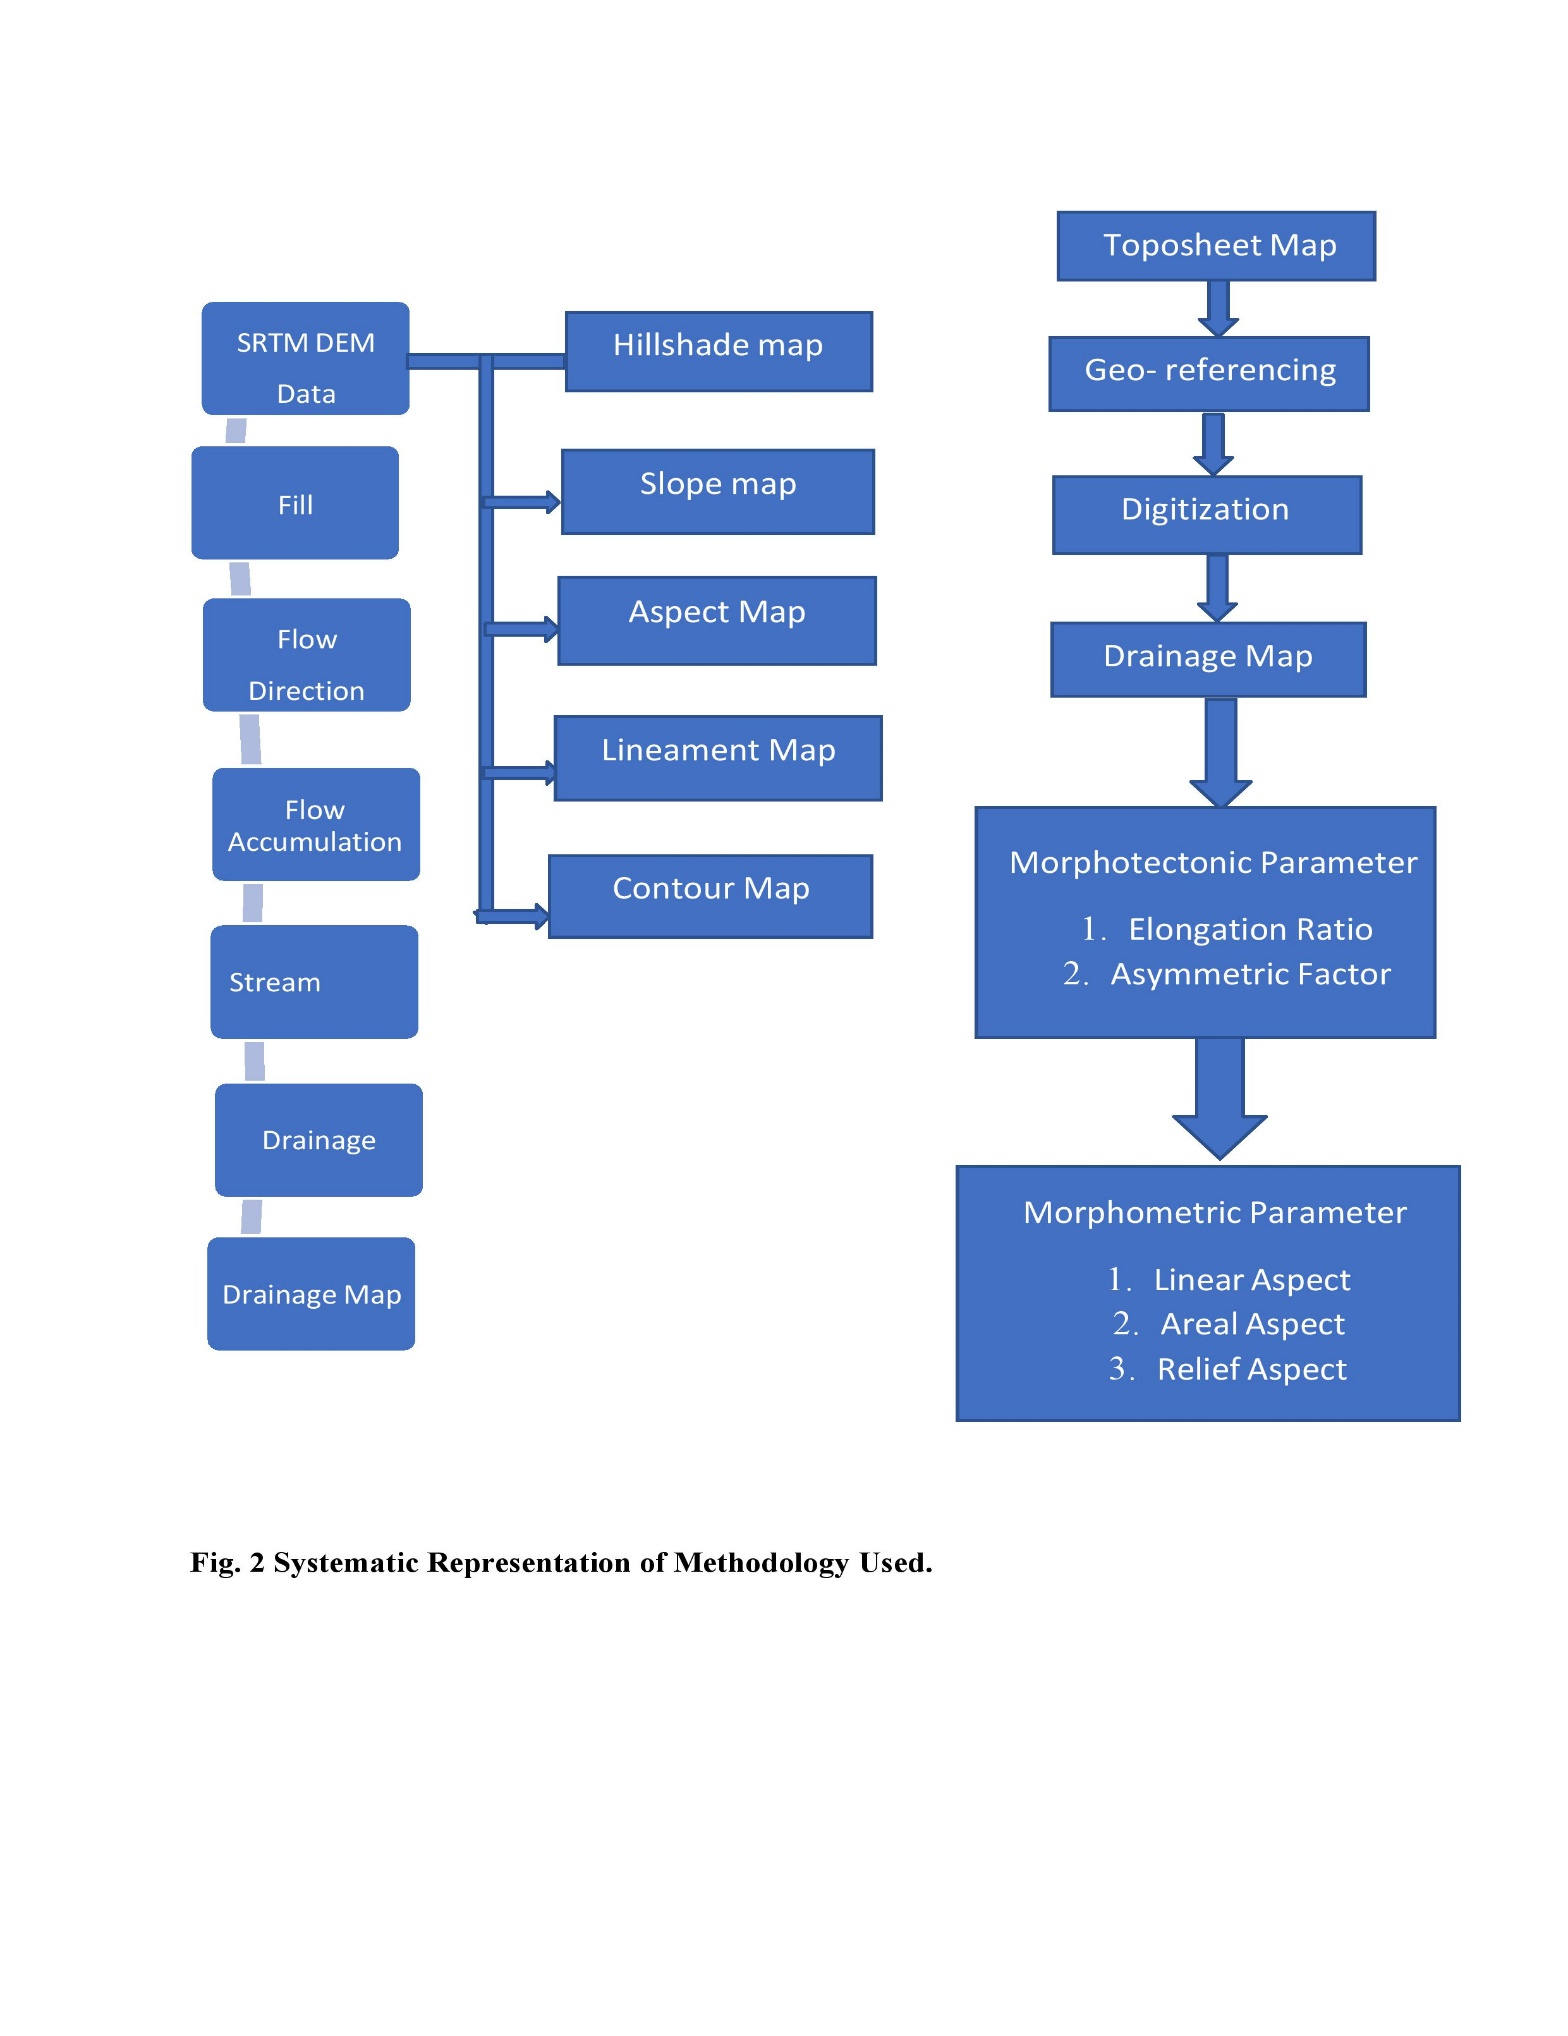 SRTM DEM
Data
Fill
Flow
Direction
Flow
Accumulation
Stream
Drainage
Drainage Map
Hillshade map
Slope map
Aspect Map
Lineament Map
Contour Map
Toposheet Map
Geo- referencing
Digitization
Drainage Map
Morphotectonic Parameter
1. Elongation Ratio
2. Asymmetric Factor
Morphometric Parameter
1. Linear Aspect
2. Areal Aspect
3. Relief Aspect
Fig. 2 Systematic Representation of Methodology Used.